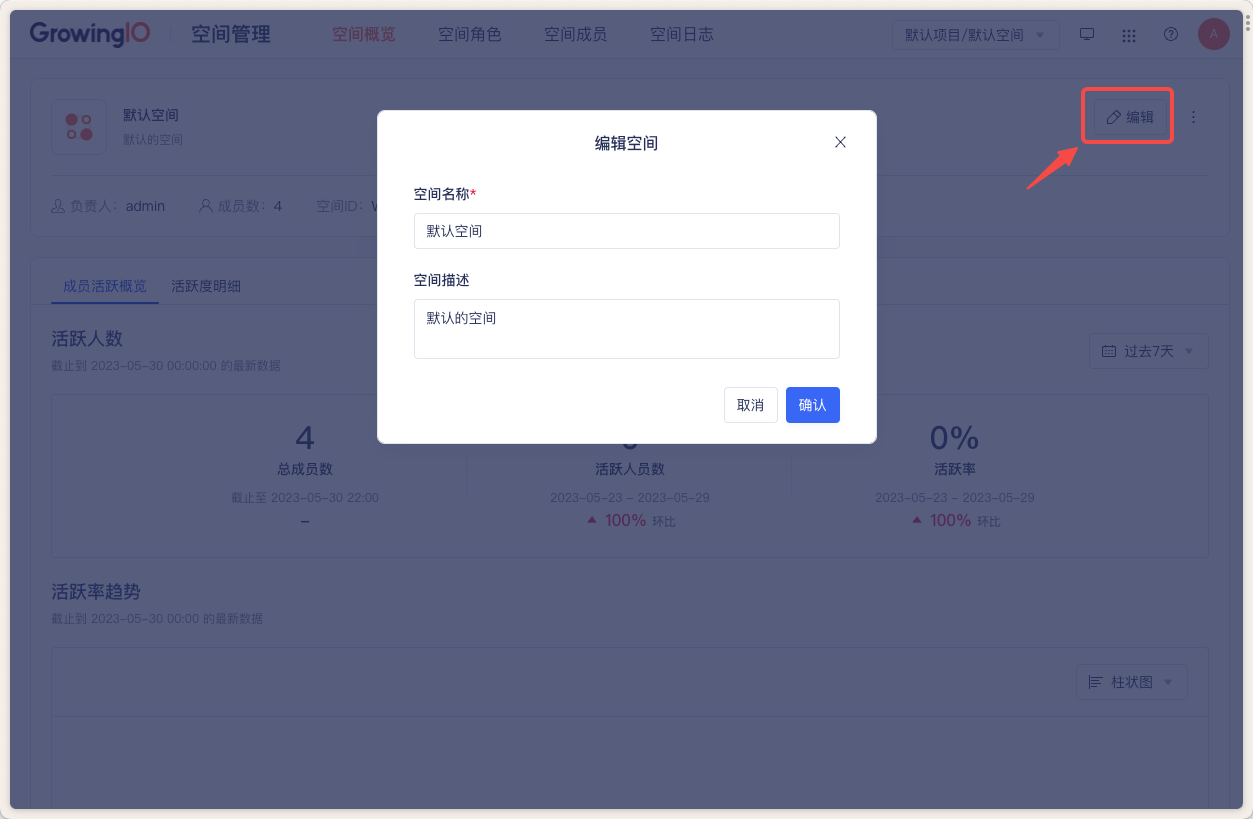 GrowingIO 空间管理 空间概览 空间角色 空间成员 空间日志 默认项目/默认空间 A
默认空间
默认的空间
编辑
负责人： admin 成员数： 4 空间ID：
编辑空间
空间名称*
默认空间
空间描述
默认的空间
取消 确认
成员活跃概览 活跃度明细
活跃人数
截止到 2023-05-30 00:00:00 的最新数据
过去7天
4
总成员数
截止至 2023-05-30 22:00
–
活跃人员数
2023-05-23 - 2023-05-29
100% 环比
0%
活跃率
2023-05-23 - 2023-05-29
100% 环比
活跃率趋势
截止到 2023-05-30 00:00 的最新数据
柱状图